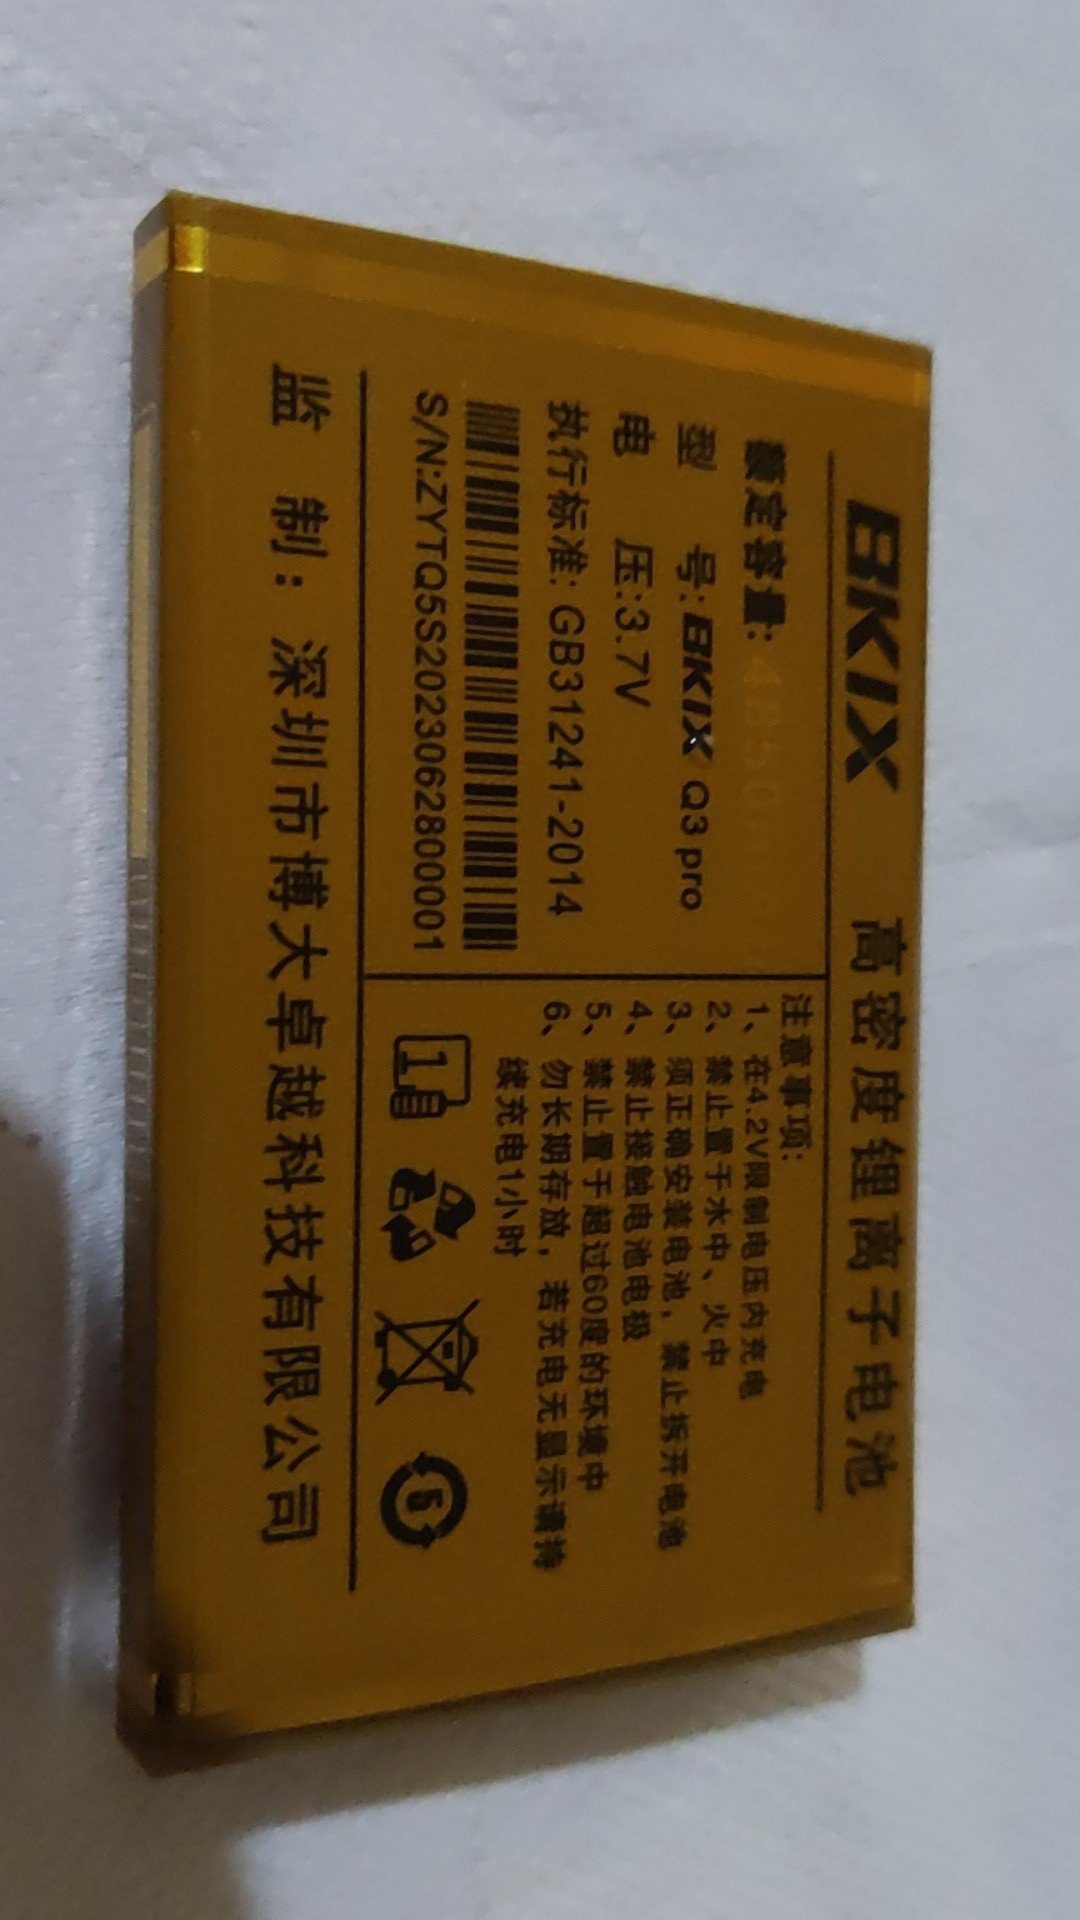 BKIX 高密度锂离子电池
额定容量:
型 号: BKIX Q3 pro
电 压:3.7V
执行标准: GB31241-2014
S/N:ZYTQ5S2023062800001
注意事项:
1、在4.2V限制电压内充电
2、禁止置于水中、火中
3、须正确安装电池，禁止拆开电池
4、禁止接触电池电极
5、禁止置于超过60度的环境中
6、勿长期存放，若充电无显示请持
续充电1小时
1
5
监 制: 深圳市博大卓越科技有限公司